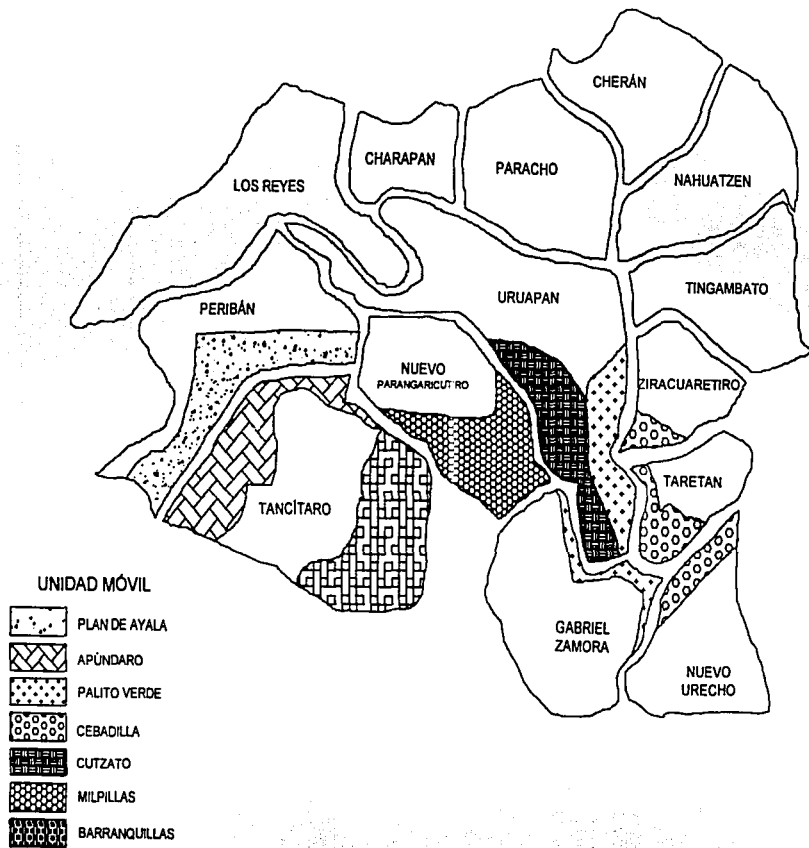 CHERÁN
CHARAPAN
PARACHO
NAHUATZEN
LOS REYES
TINGAMBATO
URUAPAN
PERIBÁN
NUEVO
PARANGARICUTIRO
ZIRACUARETIRO
TARETAN
TANCÍTARO
GABRIEL
ZAMORA
NUEVO
URECHO
UNIDAD MÓVIL
PLAN DE AYALA
APÚNDARO
PALITO VERDE
CEBADILLA
CUTZATO
MILPILLAS
BARRANQUILLAS